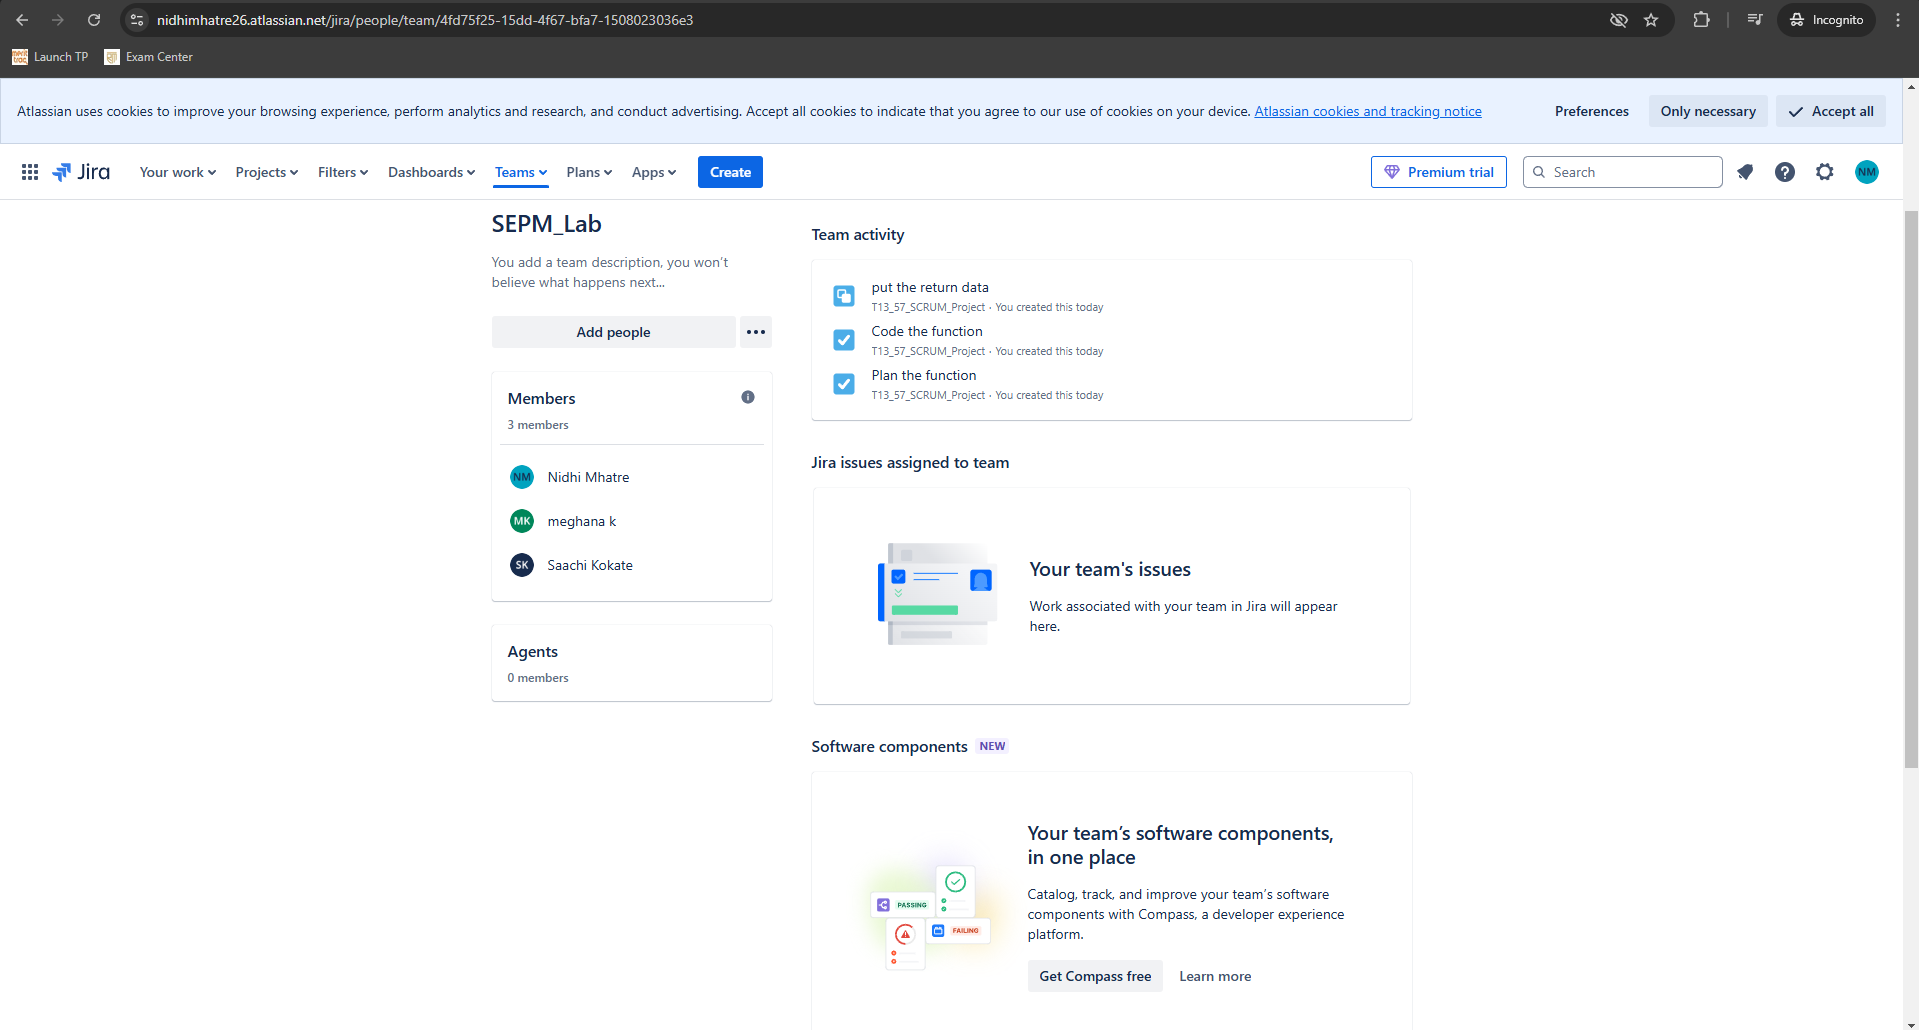 nidhimhatre26.atlassian.net/jira/people/team/4fd75f25-15dd-4f67-bfa7-1508023036e3
Incognito
Launch TP
Exam Center
Atlassian uses cookies to improve your browsing experience, perform analytics and research, and conduct advertising. Accept all cookies to indicate that you agree to our use of cookies on your device. Atlassian cookies and tracking notice
Preferences
Only necessary
Accept all
Jira
Your work
Projects
Filters
Dashboards
Teams
Plans
Apps
Create
Premium trial
Search
NM
SEPM_Lab
You add a team description, you won’t
believe what happens next...
Add people
Members
3 members
NM Nidhi Mhatre
MK meghana k
SK Saachi Kokate
Agents
0 members
Team activity
put the return data
T13_57_SCRUM_Project · You created this today
Code the function
T13_57_SCRUM_Project · You created this today
Plan the function
T13_57_SCRUM_Project · You created this today
Jira issues assigned to team
Your team's issues
Work associated with your team in Jira will appear
here.
Software components NEW
PASSING
FAILING
Your team’s software components,
in one place
Catalog, track, and improve your team’s software
components with Compass, a developer experience
platform.
Get Compass free
Learn more